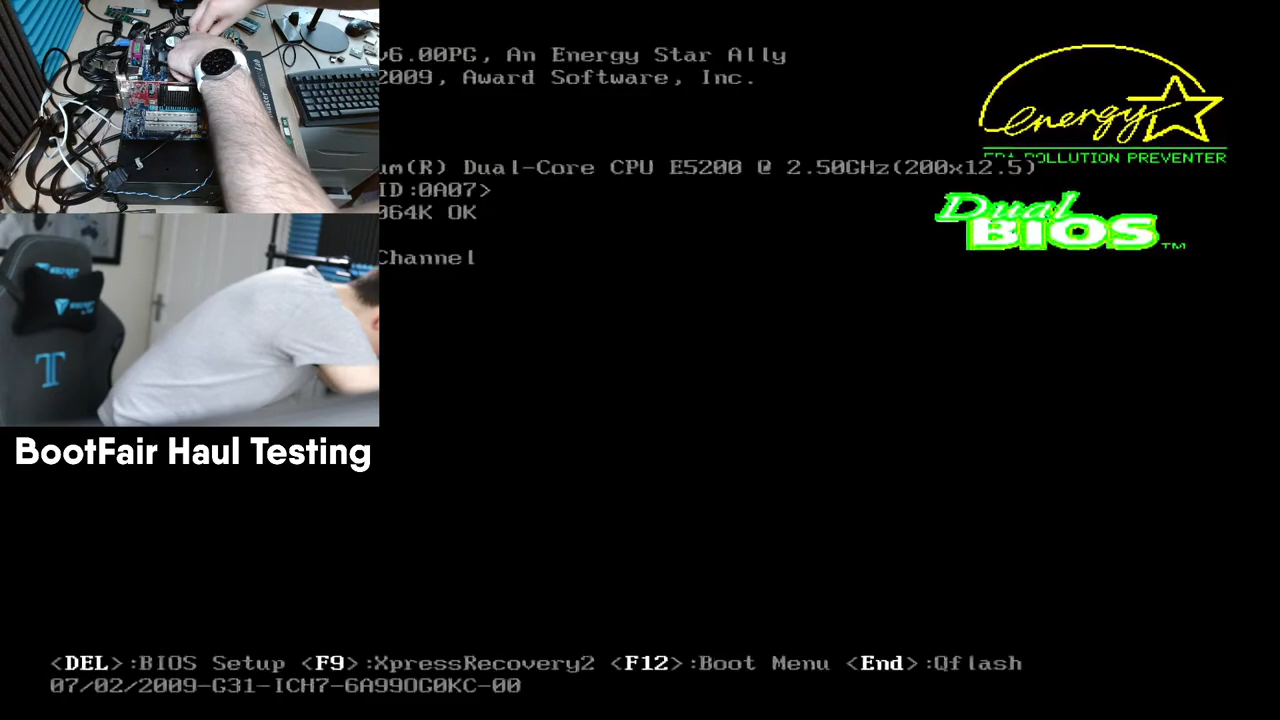 v6.00PG, An Energy Star Ally
2009, Award Software, Inc.
energy
EPA POLLUTION PREVENTER
um(R) Dual-Core CPU E5200 @ 2.50GHz(200x12.5)
ID:0A07>
064K OK
Dual
BIOS™
Channel
T
BootFair Haul Testing
<DEL>:BIOS Setup <F9>:XpressRecovery2 <F12>:Boot Menu <End>:Qflash
07/02/2009-G31-ICH7-6A99OG0KC-00